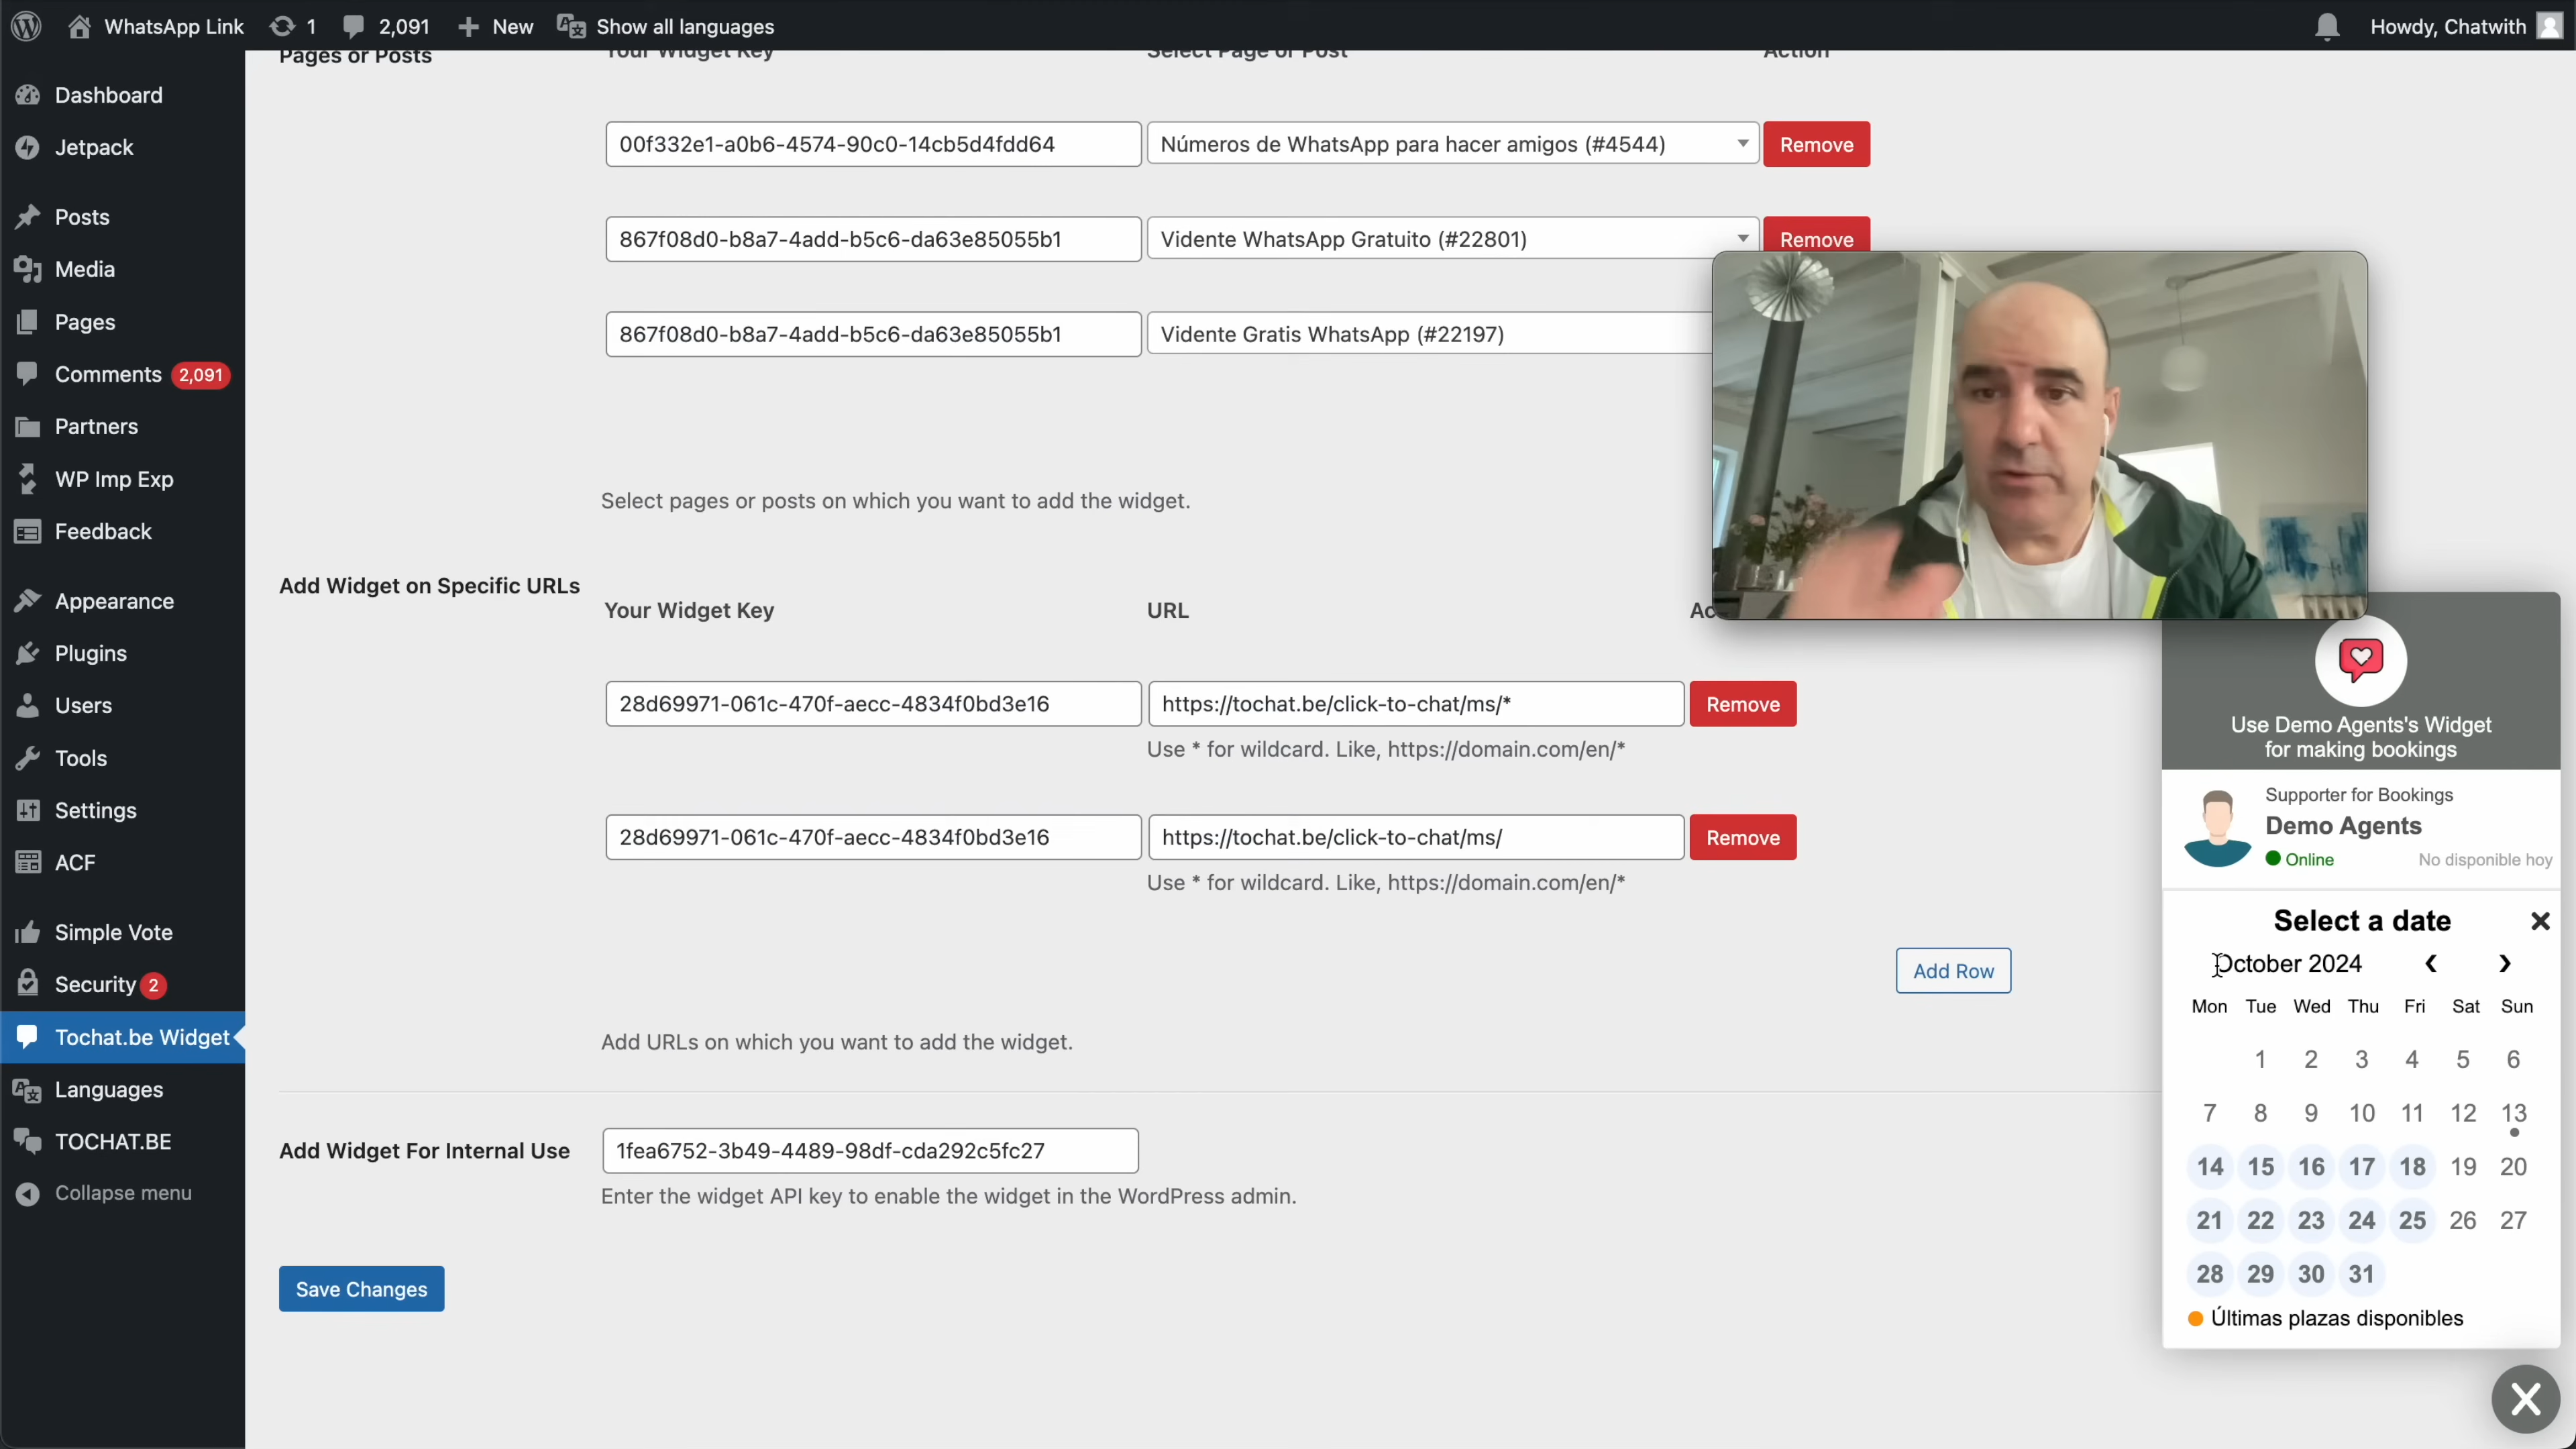 WhatsApp Link
1
2,091
New
Show all languages
Howdy, Chatwith
Dashboard
Jetpack
Posts
Media
Pages
Comments 2,091
Partners
WP Imp Exp
Feedback
Appearance
Plugins
Users
Tools
Settings
ACF
Simple Vote
Security 2
Tochat.be Widget
Languages
TOCHAT.BE
Collapse menu
Pages or Posts
Your Widget Key
Select Page or Post
Action
00f332e1-a0b6-4574-90c0-14cb5d4fdd64
Números de WhatsApp para hacer amigos (#4544)
Remove
867f08d0-b8a7-4add-b5c6-da63e85055b1
Vidente WhatsApp Gratuito (#22801)
Remove
867f08d0-b8a7-4add-b5c6-da63e85055b1
Vidente Gratis WhatsApp (#22197)
Select pages or posts on which you want to add the widget.
Add Widget on Specific URLs
Your Widget Key
URL
28d69971-061c-470f-aecc-4834f0bd3e16
https://tochat.be/click-to-chat/ms/*
Remove
Use * for wildcard. Like, https://domain.com/en/*
28d69971-061c-470f-aecc-4834f0bd3e16
https://tochat.be/click-to-chat/ms/
Remove
Use * for wildcard. Like, https://domain.com/en/*
Add Row
Add URLs on which you want to add the widget.
Add Widget For Internal Use
1fea6752-3b49-4489-98df-cda292c5fc27
Enter the widget API key to enable the widget in the WordPress admin.
Save Changes
Use Demo Agents's Widget
for making bookings
Supporter for Bookings
Demo Agents
Online
No disponible hoy
Select a date
October 2024
Mon Tue Wed Thu Fri Sat Sun
1 2 3 4 5 6
7 8 9 10 11 12 13
14 15 16 17 18 19 20
21 22 23 24 25 26 27
28 29 30 31
Últimas plazas disponibles